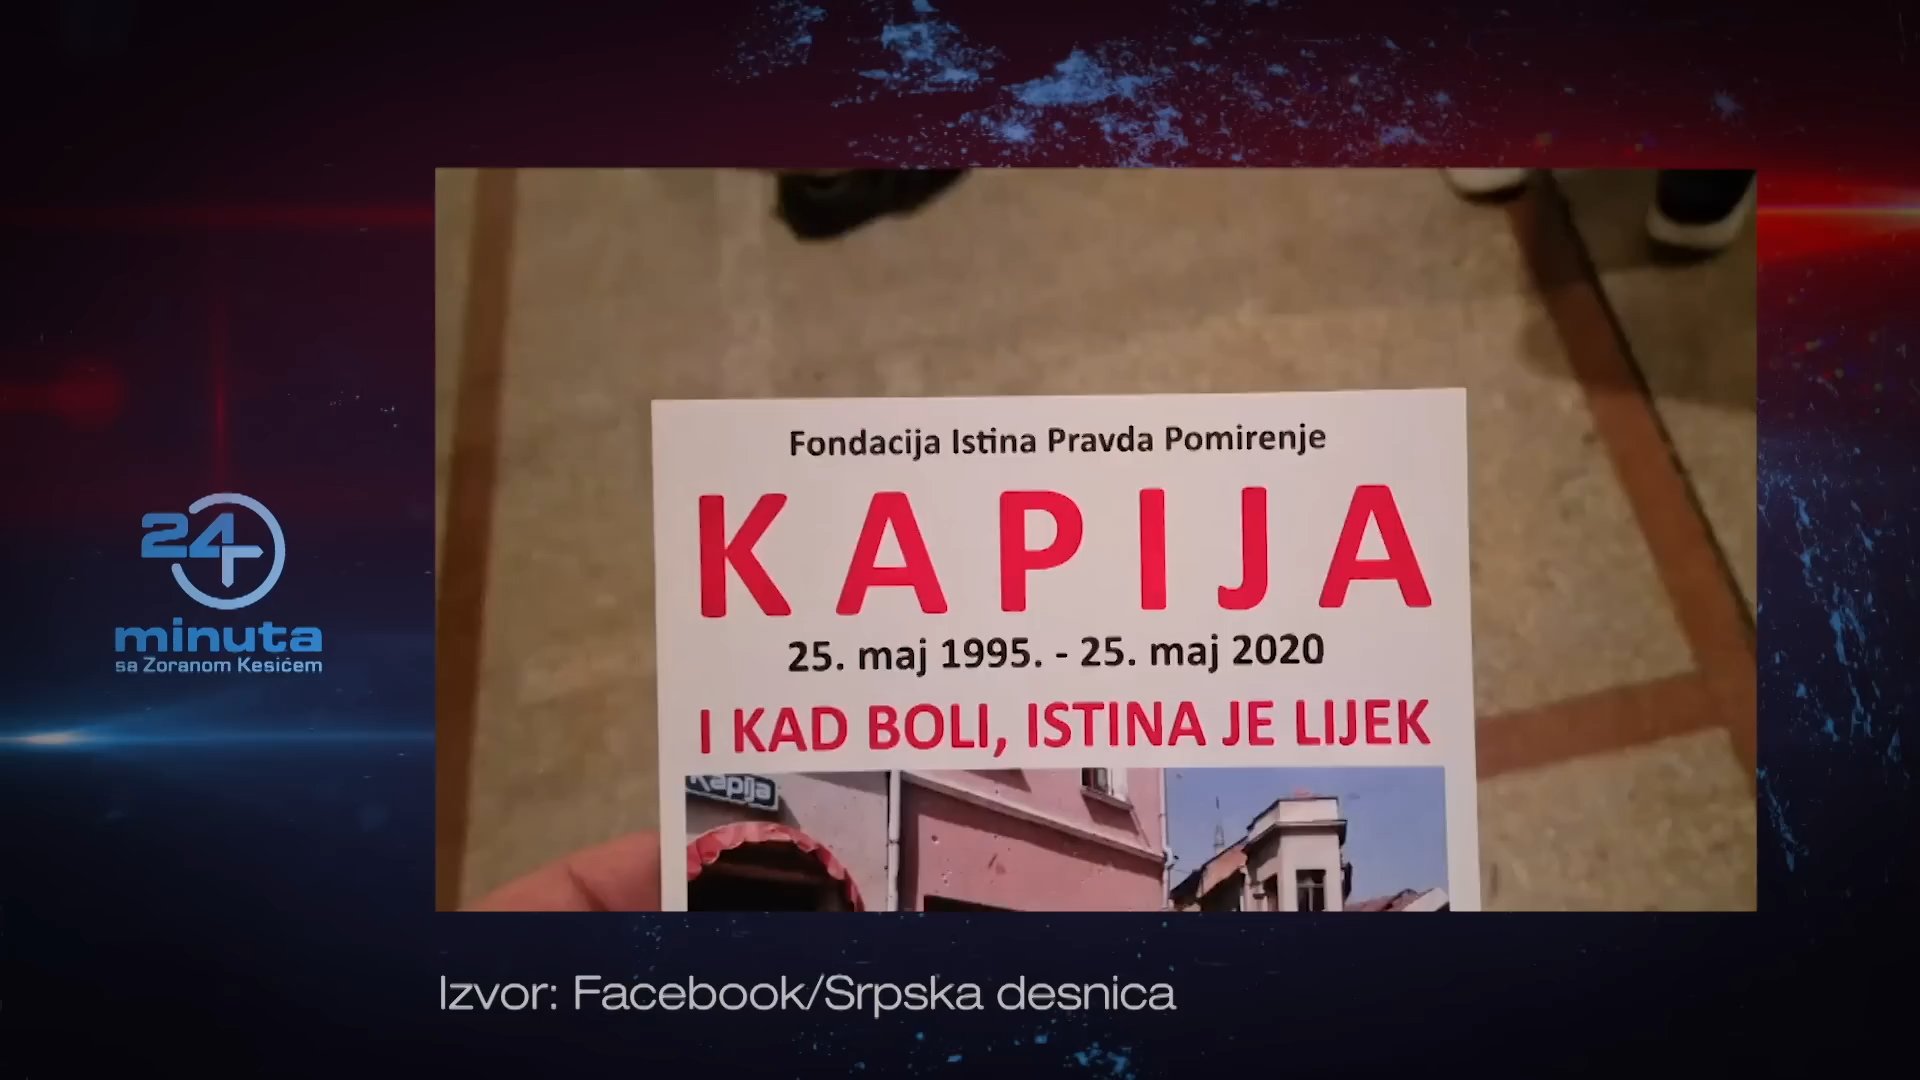 24
minuta
sa Zoranom Kesićem
Fondacija Istina Pravda Pomirenje
KAPIJA
25. maj 1995. - 25. maj 2020
I KAD BOLI, ISTINA JE LIJEK
Kapija
Izvor: Facebook/Srpska desnica